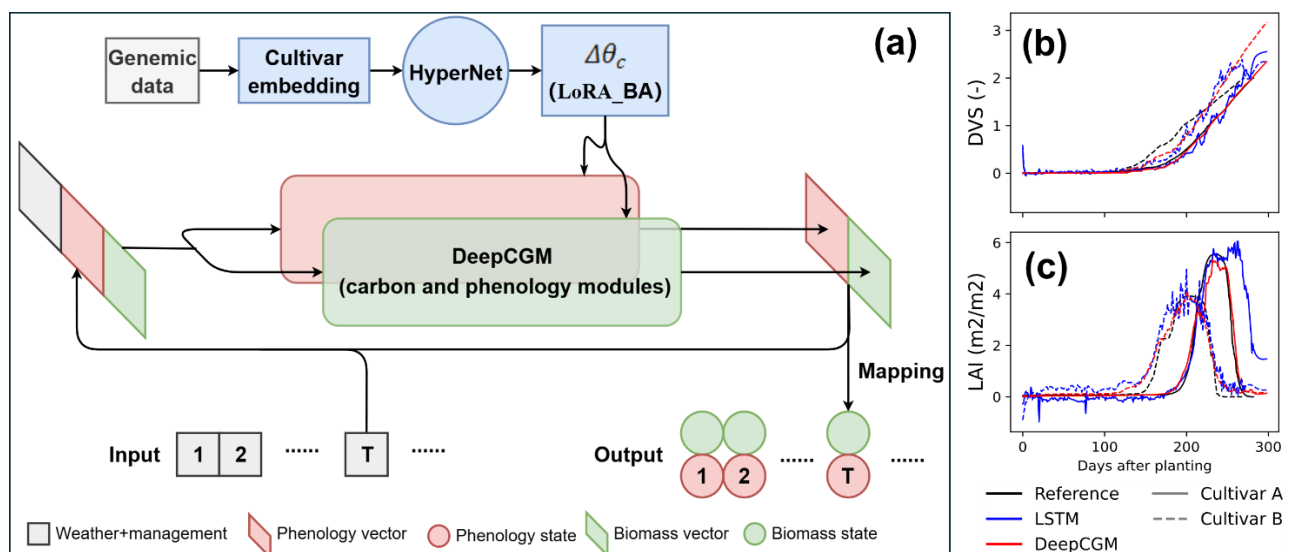 (a)
Genemic
data
Cultivar
embedding
HyperNet
Δθc
(LoRA_BA)
DeepCGM
(carbon and phenology modules)
Mapping
Input
1
2
......
T
......
Output
1
2
......
T
......
Weather+management
Phenology vector
Phenology state
Biomass vector
Biomass state
(b)
DVS (-)
3
2
1
0
(c)
LAI (m2/m2)
6
4
2
0
0
100
200
300
Days after planting
Reference
LSTM
DeepCGM
Cultivar A
Cultivar B